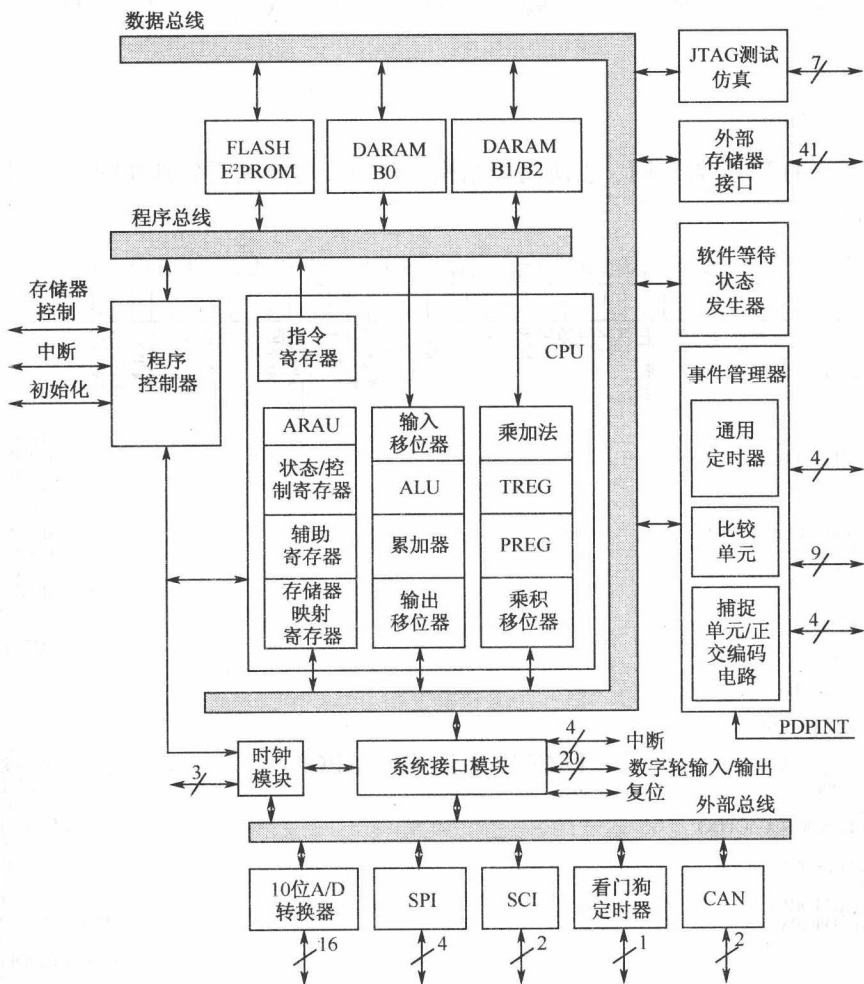 数据总线
JTAG测试
仿真
7
FLASH
E²PROM
DARAM
B0
DARAM
B1/B2
外部
存储器
接口
41
程序总线
软件等待
状态
发生器
存储器
控制
中断
初始化
程序
控制器
指令
寄存器
CPU
事件管理器
通用
定时器
4
比较
单元
9
捕捉
单元/正
交编码
电路
4
PDPINT
ARAU
状态/控
制寄存器
辅助
寄存器
存储器
映射
寄存器
输入
移位器
ALU
累加器
输出
移位器
乘加法
TREG
PREG
乘积
移位器
时钟
模块
3
系统接口模块
4
中断
20
数字轮输入/输出
复位
外部总线
10位A/D
转换器
16
SPI
4
SCI
2
看门狗
定时器
1
CAN
2